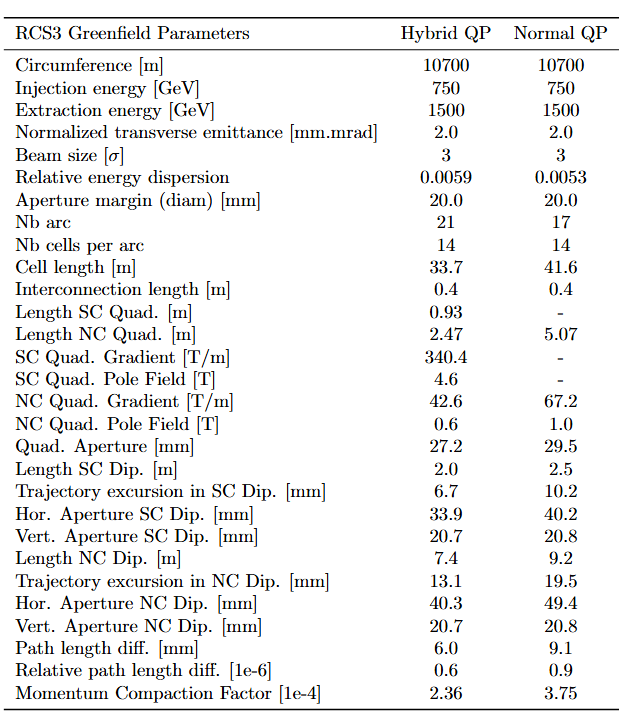 RCS3 Greenfield Parameters Hybrid QP Normal QP
Circumference [m] 10700 10700
Injection energy [GeV] 750 750
Extraction energy [GeV] 1500 1500
Normalized transverse emittance [mm.mrad] 2.0 2.0
Beam size [σ] 3 3
Relative energy dispersion 0.0059 0.0053
Aperture margin (diam) [mm] 20.0 20.0
Nb arc 21 17
Nb cells per arc 14 14
Cell length [m] 33.7 41.6
Interconnection length [m] 0.4 0.4
Length SC Quad. [m] 0.93 -
Length NC Quad. [m] 2.47 5.07
SC Quad. Gradient [T/m] 340.4 -
SC Quad. Pole Field [T] 4.6 -
NC Quad. Gradient [T/m] 42.6 67.2
NC Quad. Pole Field [T] 0.6 1.0
Quad. Aperture [mm] 27.2 29.5
Length SC Dip. [m] 2.0 2.5
Trajectory excursion in SC Dip. [mm] 6.7 10.2
Hor. Aperture SC Dip. [mm] 33.9 40.2
Vert. Aperture SC Dip. [mm] 20.7 20.8
Length NC Dip. [m] 7.4 9.2
Trajectory excursion in NC Dip. [mm] 13.1 19.5
Hor. Aperture NC Dip. [mm] 40.3 49.4
Vert. Aperture NC Dip. [mm] 20.7 20.8
Path length diff. [mm] 6.0 9.1
Relative path length diff. [1e-6] 0.6 0.9
Momentum Compaction Factor [1e-4] 2.36 3.75